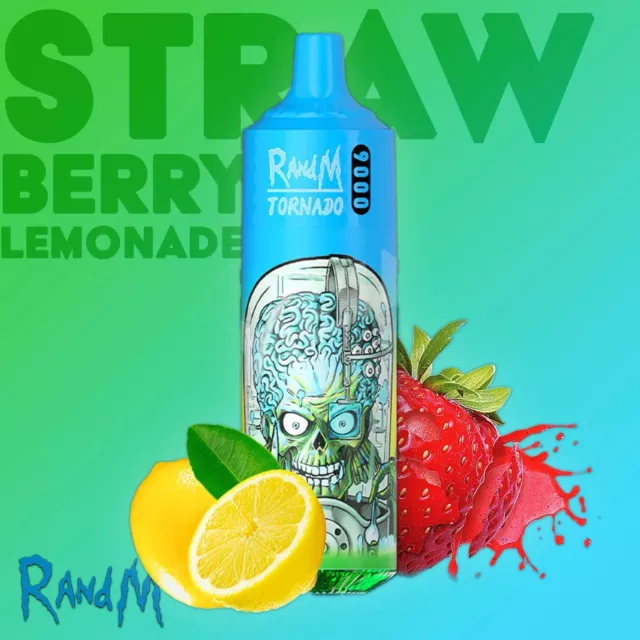 STRAW
BERRY
LEMONADE
RANDM
TORNADO
9000
RANDM